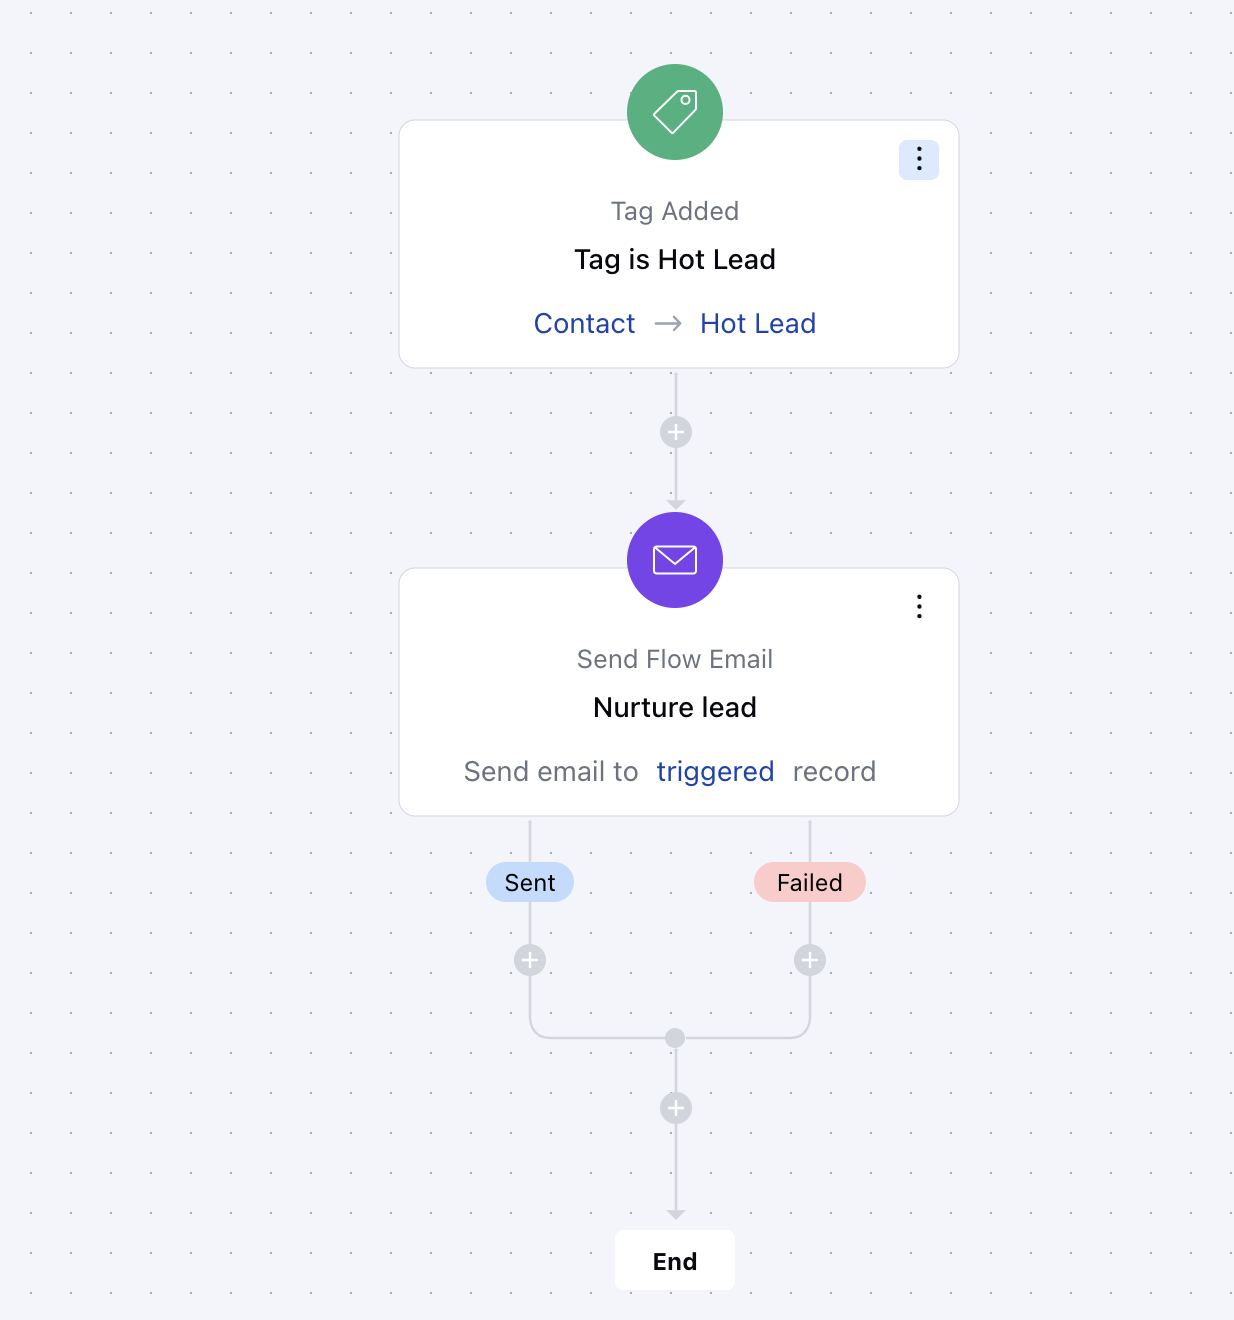 Tag Added
Tag is Hot Lead
Contact → Hot Lead
Send Flow Email
Nurture lead
Send email to triggered record
Sent Failed
End